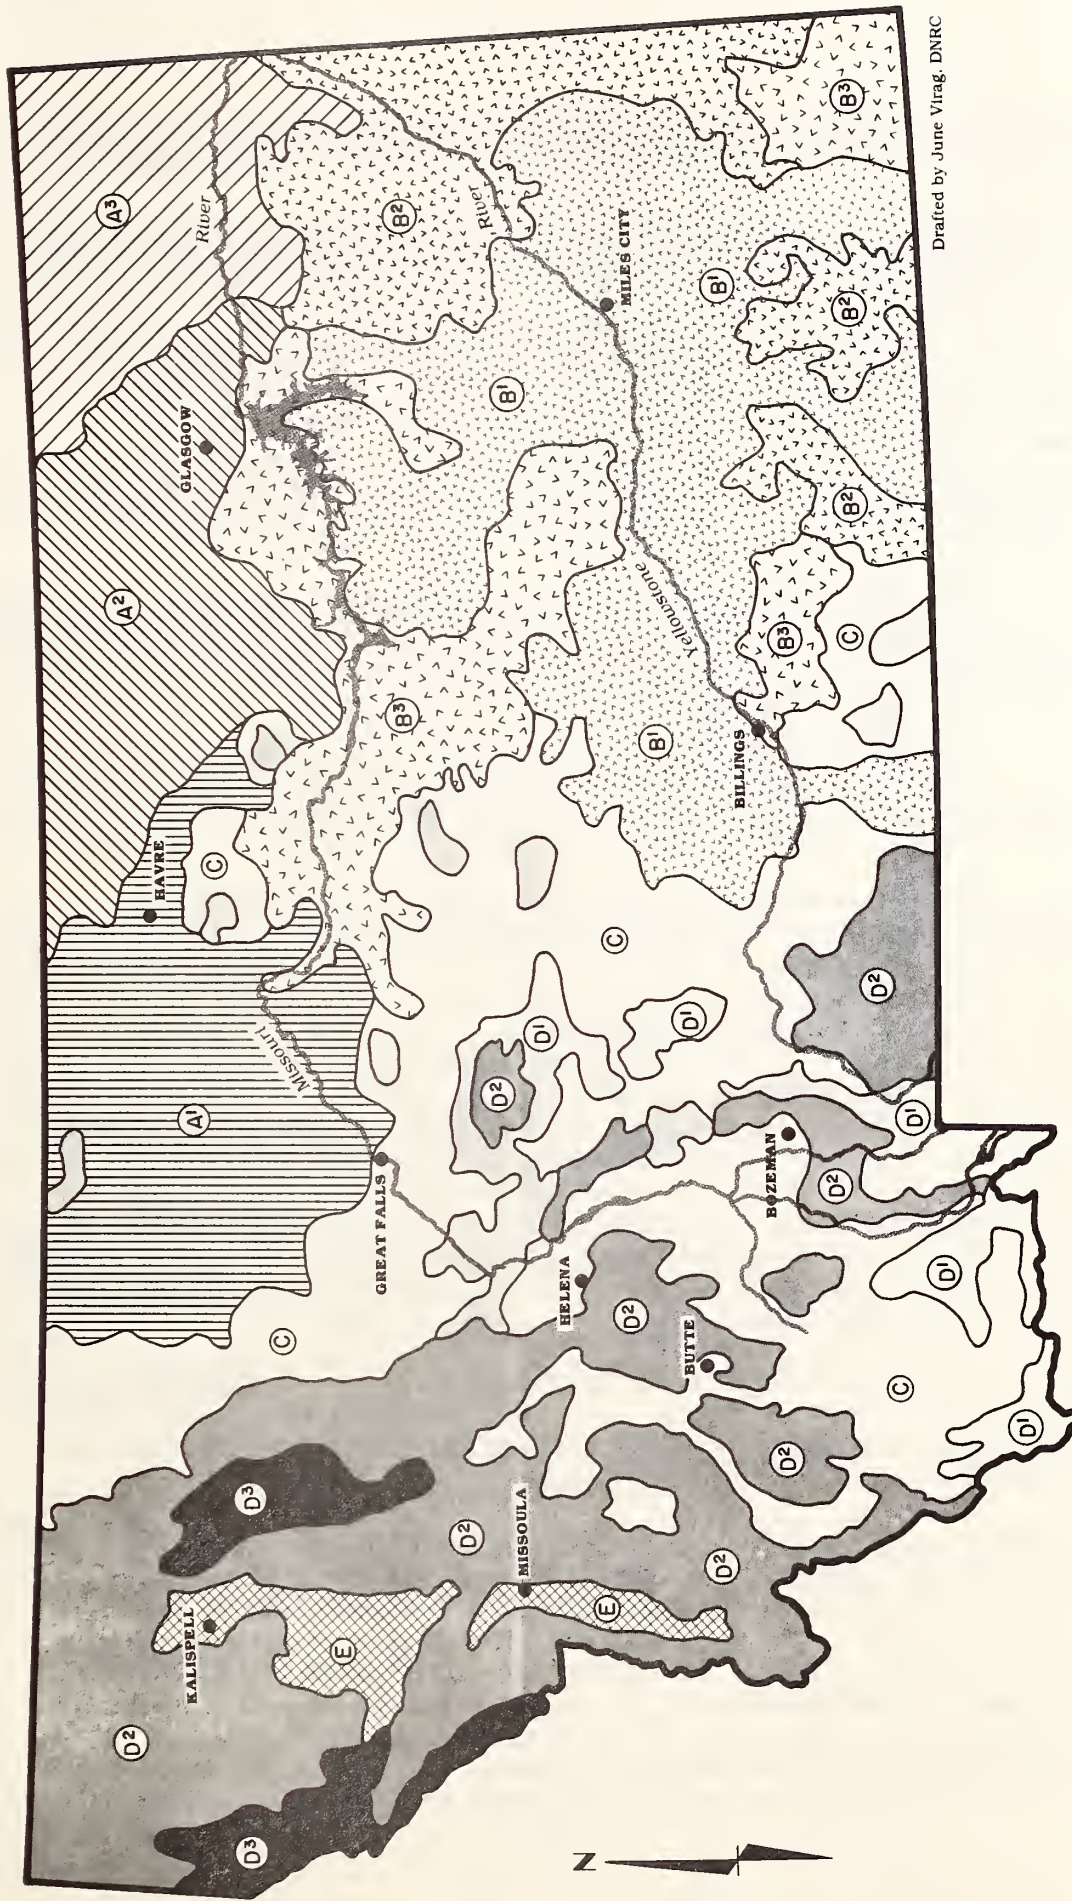 A³
A²
D²
HAVRE
KALISPELL
GLASGOW
A¹
River
C
D³
D³
Missouri
C
E
GREAT FALLS
B³
B²
D²
D²
River
B¹
MISSOULA
D¹
HELENA
N
E
C
MILES CITY
D²
B¹
Yellowstone
BUTTE
D¹
B¹
D²
BILLINGS
BOZEMAN
D²
B³
D²
C
B²
B²
B³
D²
C
D¹
D¹
Drafted by June Virag, DNRC
D¹